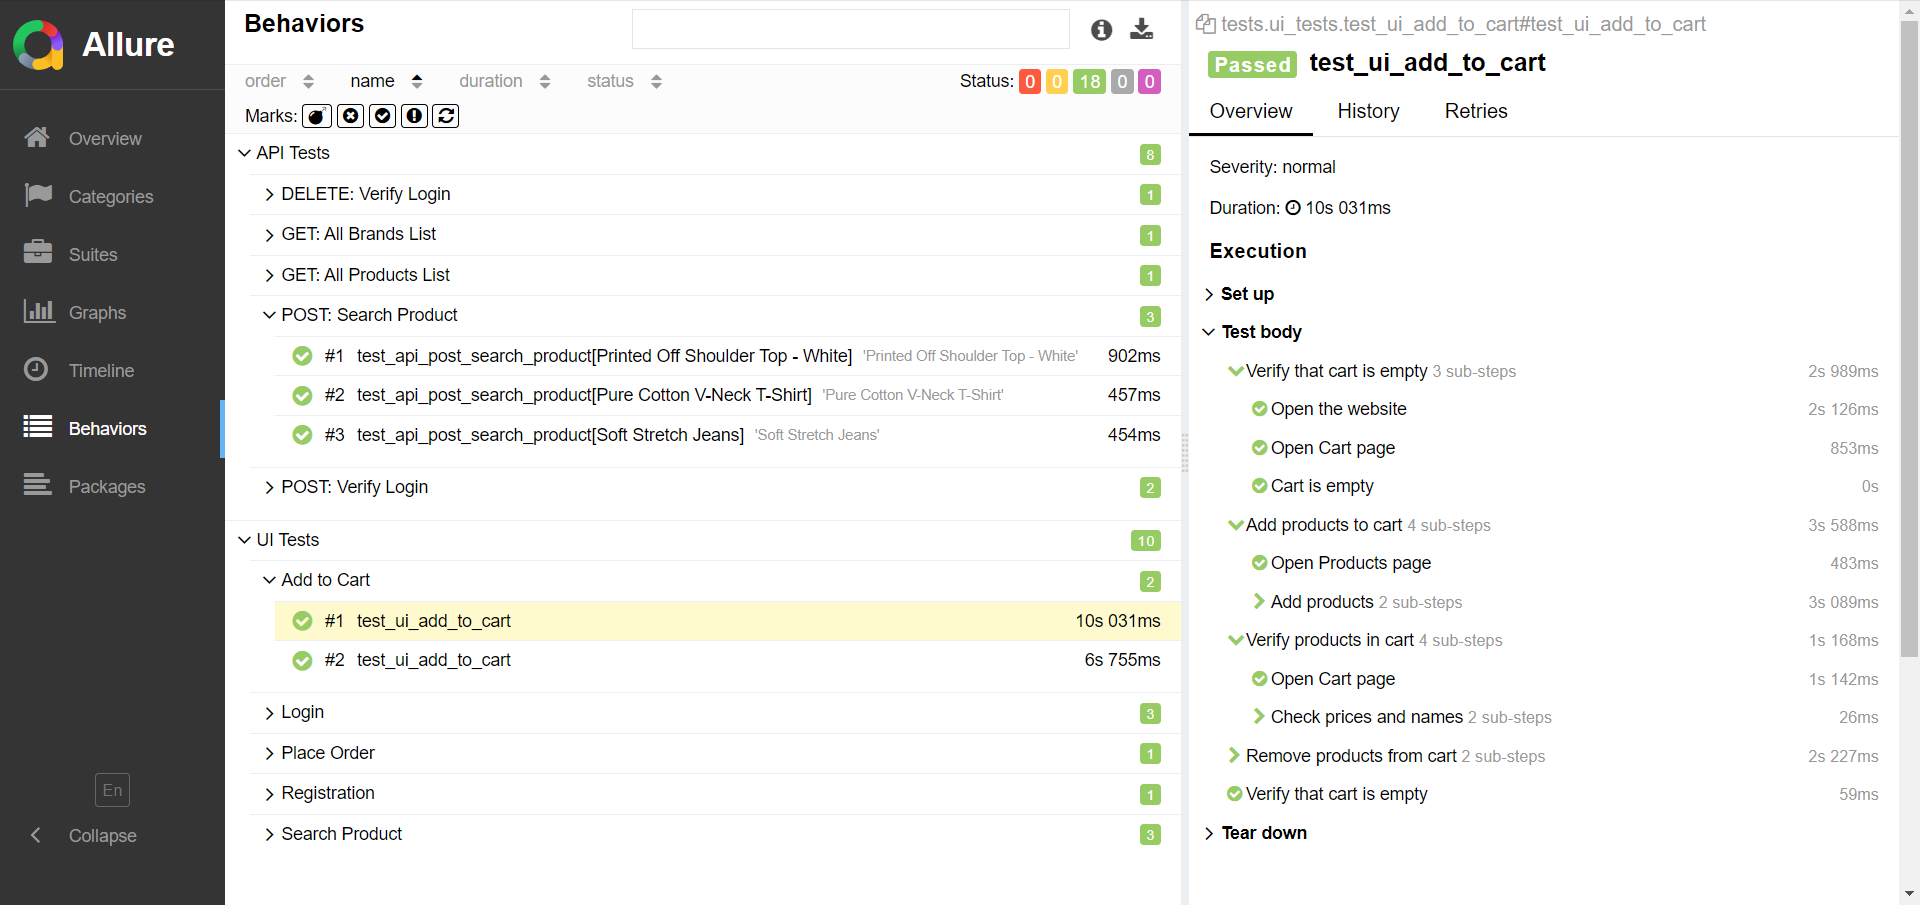 Allure
Overview
Categories
Suites
Graphs
Timeline
Behaviors
Packages
En
Collapse
Behaviors
order name duration status Status: 0 0 18 0 0
Marks:
API Tests 8
DELETE: Verify Login 1
GET: All Brands List 1
GET: All Products List 1
POST: Search Product 3
#1 test_api_post_search_product[Printed Off Shoulder Top - White] 'Printed Off Shoulder Top - White' 902ms
#2 test_api_post_search_product[Pure Cotton V-Neck T-Shirt] 'Pure Cotton V-Neck T-Shirt' 457ms
#3 test_api_post_search_product[Soft Stretch Jeans] 'Soft Stretch Jeans' 454ms
POST: Verify Login 2
UI Tests 10
Add to Cart 2
#1 test_ui_add_to_cart 10s 031ms
#2 test_ui_add_to_cart 6s 755ms
Login 3
Place Order 1
Registration 1
Search Product 3
tests.ui_tests.test_ui_add_to_cart#test_ui_add_to_cart
Passed test_ui_add_to_cart
Overview History Retries
Severity: normal
Duration: 10s 031ms
Execution
Set up
Test body
Verify that cart is empty 3 sub-steps 2s 989ms
Open the website 2s 126ms
Open Cart page 853ms
Cart is empty 0s
Add products to cart 4 sub-steps 3s 588ms
Open Products page 483ms
Add products 2 sub-steps 3s 089ms
Verify products in cart 4 sub-steps 1s 168ms
Open Cart page 1s 142ms
Check prices and names 2 sub-steps 26ms
Remove products from cart 2 sub-steps 2s 227ms
Verify that cart is empty 59ms
Tear down